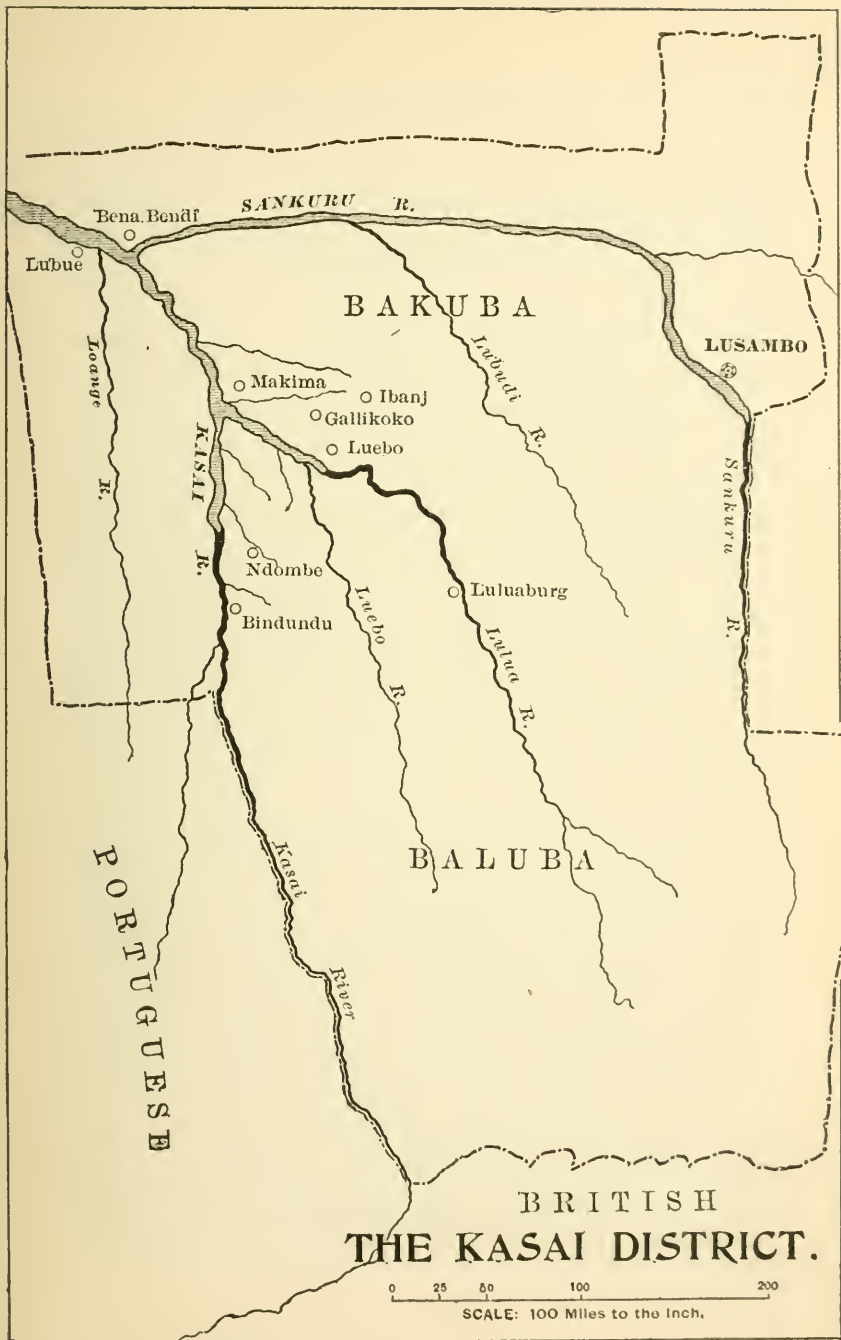 SANKURU R.
Bena. Bendi
Lubue
BAKUBA
Loange R.
Lubudi R.
LUSAMBO
Makima
Ibanj
Gallikoko
KASAI R.
Luebo
Sankuru R.
Ndombe
Luluaburg
Bindundu
Luebo R.
Lulua R.
BALUBA
Kasai River
PORTUGUESE
BRITISH
THE KASAI DISTRICT.
0 25 50 100 200
SCALE: 100 Miles to the Inch.